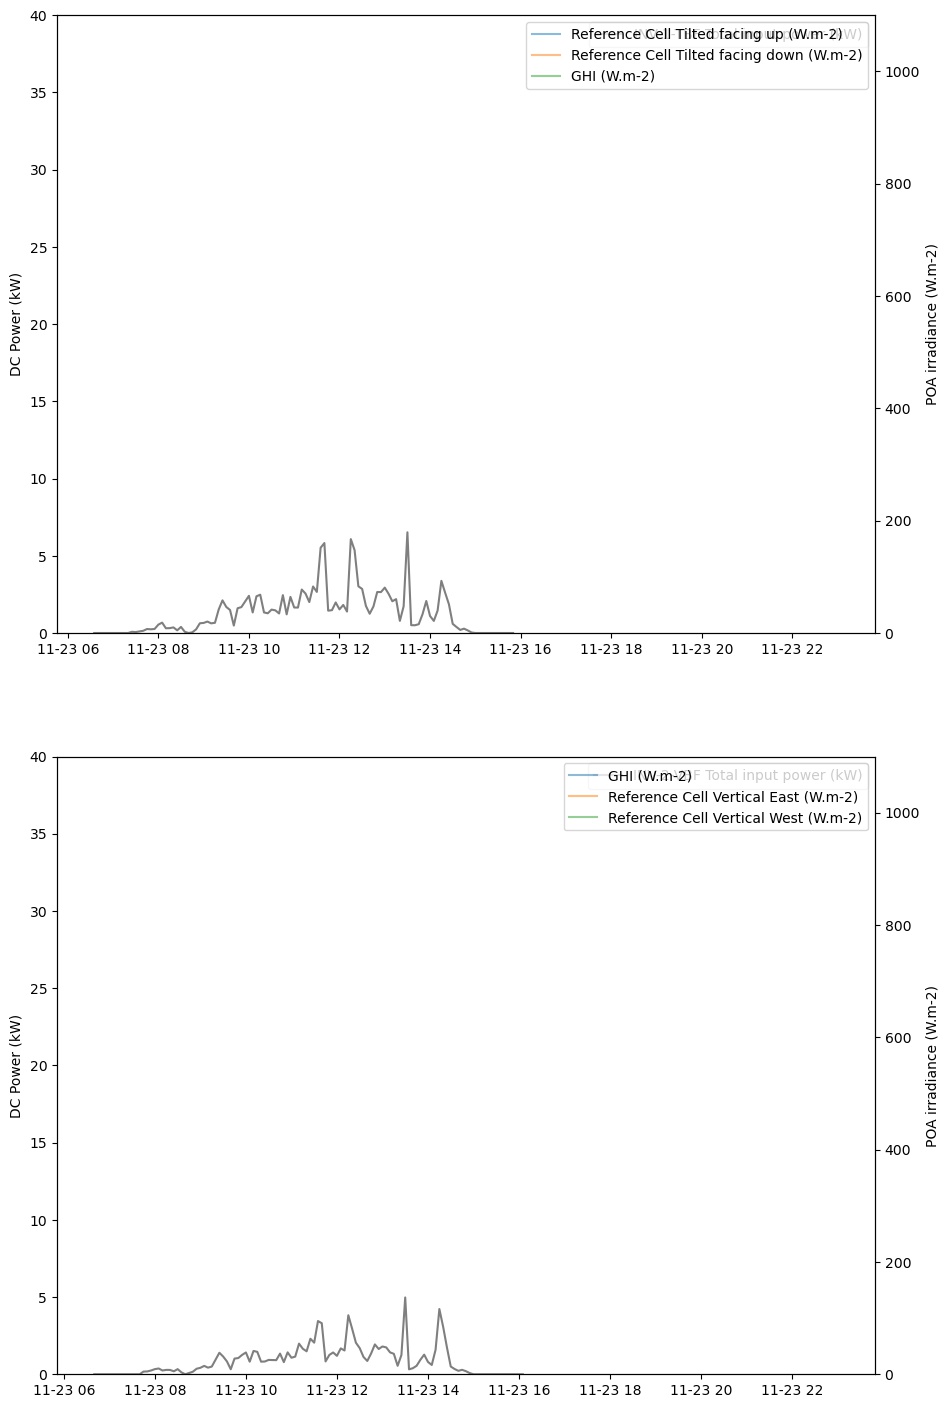 40
35
30
25
20
15
10
5
0
DC Power (kW)
Reference Cell Tilted facing up (W.m-2)
Reference Cell Tilted facing down (W.m-2)
GHI (W.m-2)
1000
800
600
400
200
0
POA irradiance (W.m-2)
11-23 06 11-23 08 11-23 10 11-23 12 11-23 14 11-23 16 11-23 18 11-23 20 11-23 22
40
35
30
25
20
15
10
5
0
DC Power (kW)
GHI (W.m-2) Total input power (kW)
Reference Cell Vertical East (W.m-2)
Reference Cell Vertical West (W.m-2)
1000
800
600
400
200
0
POA irradiance (W.m-2)
11-23 06 11-23 08 11-23 10 11-23 12 11-23 14 11-23 16 11-23 18 11-23 20 11-23 22